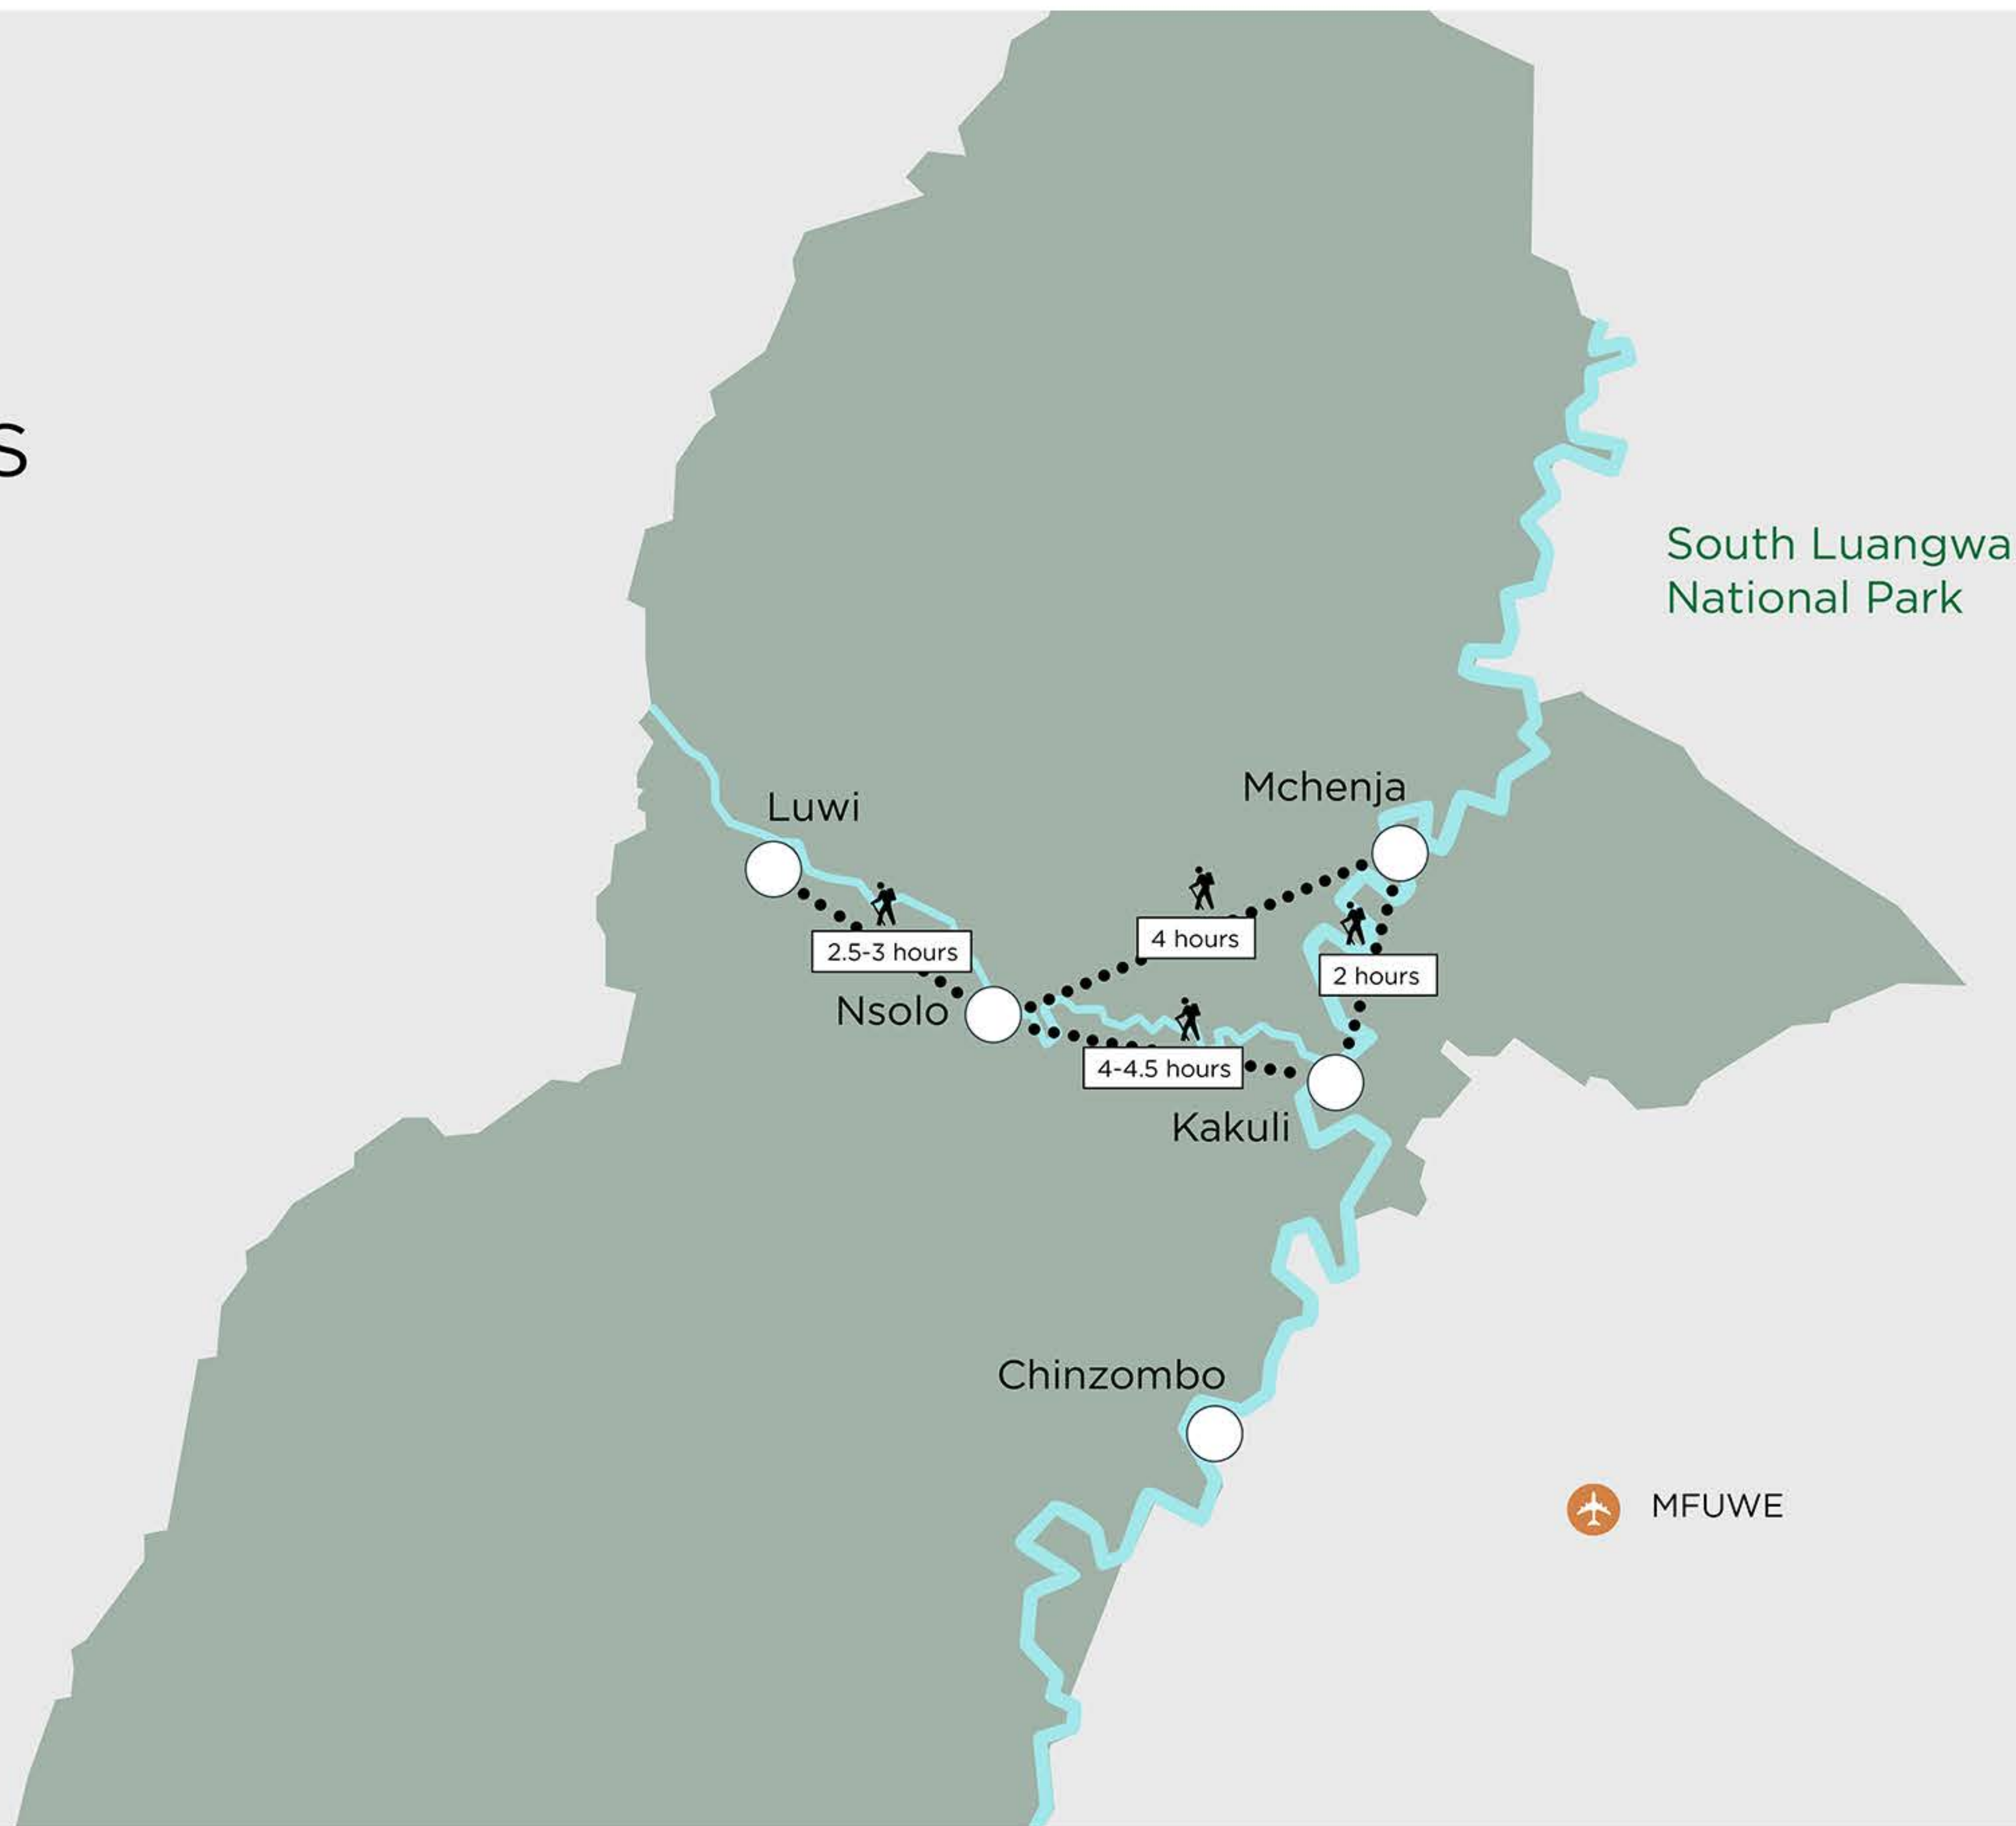 s
South Luangwa
National Park
Mchenja
Luwi
4 hours
2.5-3 hours
2 hours
Nsolo
4-4.5 hours
Kakuli
Chinzombo
MFUWE